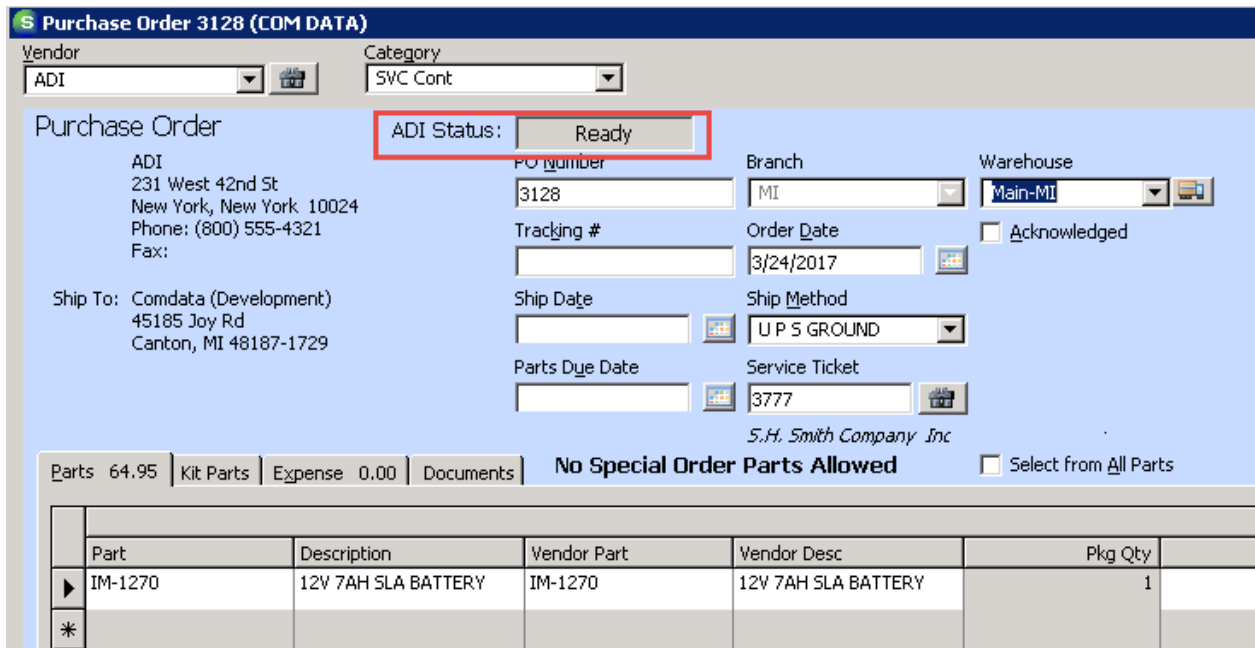 S Purchase Order 3128 (COM DATA)
Vendor Category
ADI SVC Cont
Purchase Order ADI Status: Ready
ADI PO Number Branch Warehouse
231 West 42nd St
New York, New York 10024 3128 MI Main-MI
Phone: (800) 555-4321 Tracking # Order Date Acknowledged
Fax:
3/24/2017
Ship To: Comdata (Development) Ship Date Ship Method
45185 Joy Rd
Canton, MI 48187-1729 U P S GROUND
Parts Due Date Service Ticket
3777
S.H. Smith Company Inc
Parts 64.95 Kit Parts Expense 0.00 Documents No Special Order Parts Allowed Select from All Parts
Part Description Vendor Part Vendor Desc Pkg Qty
IM-1270 12V 7AH SLA BATTERY IM-1270 12V 7AH SLA BATTERY 1